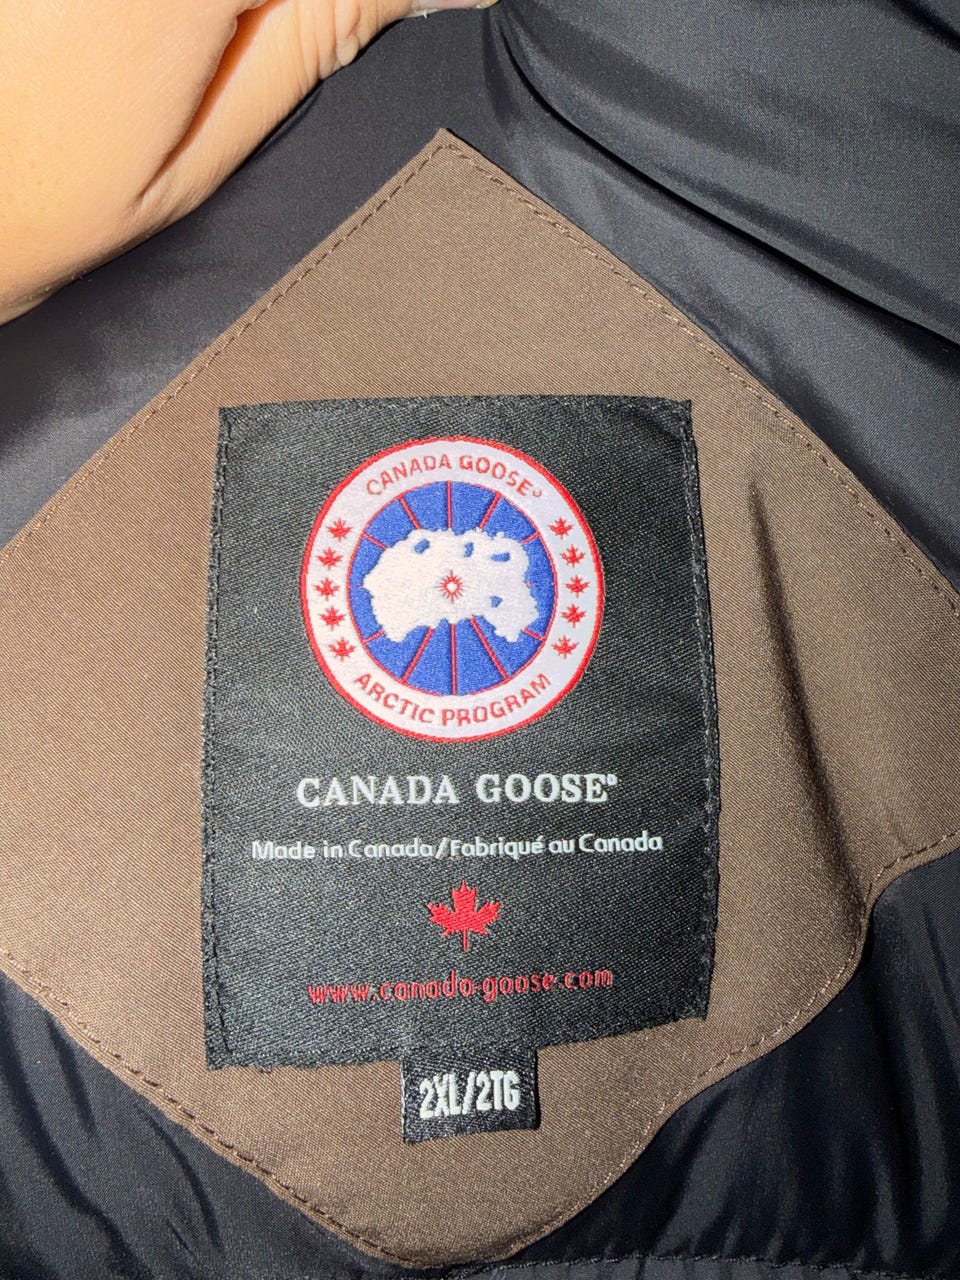 CANADA GOOSE®
ARCTIC PROGRAM
CANADA GOOSE®
Made in Canada/Fabriqué au Canada
www.canada-goose.com
2XL/2TG